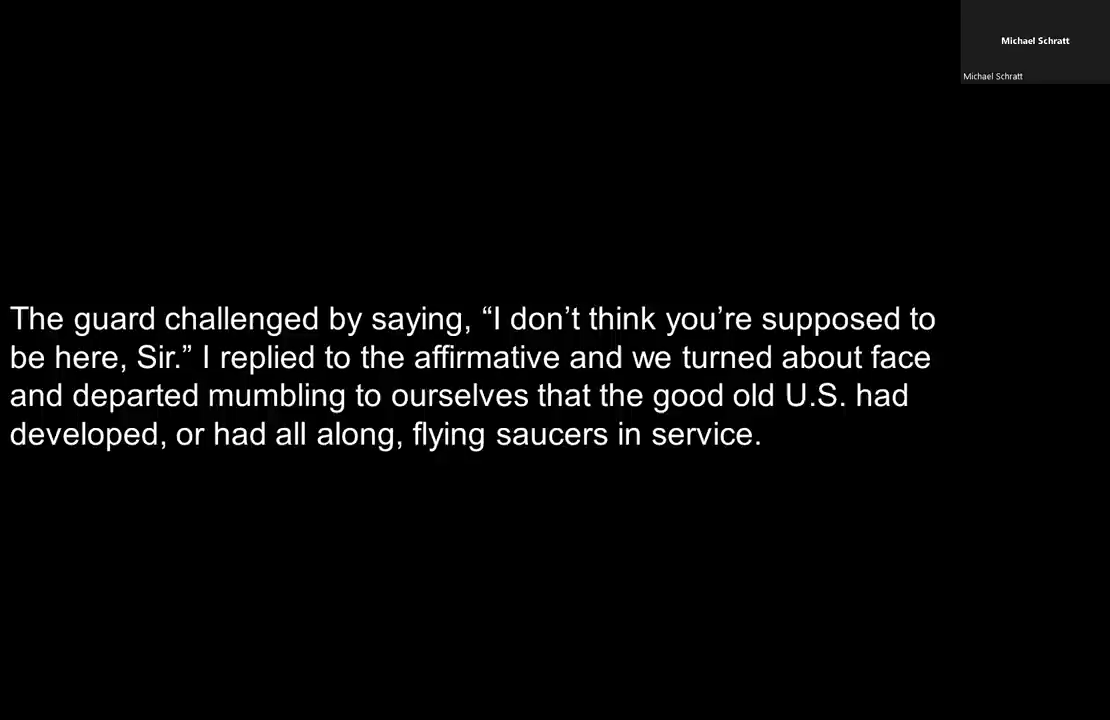 Michael Schratt
Michael Schratt
The guard challenged by saying, “I don’t think you’re supposed to
be here, Sir.” I replied to the affirmative and we turned about face
and departed mumbling to ourselves that the good old U.S. had
developed, or had all along, flying saucers in service.